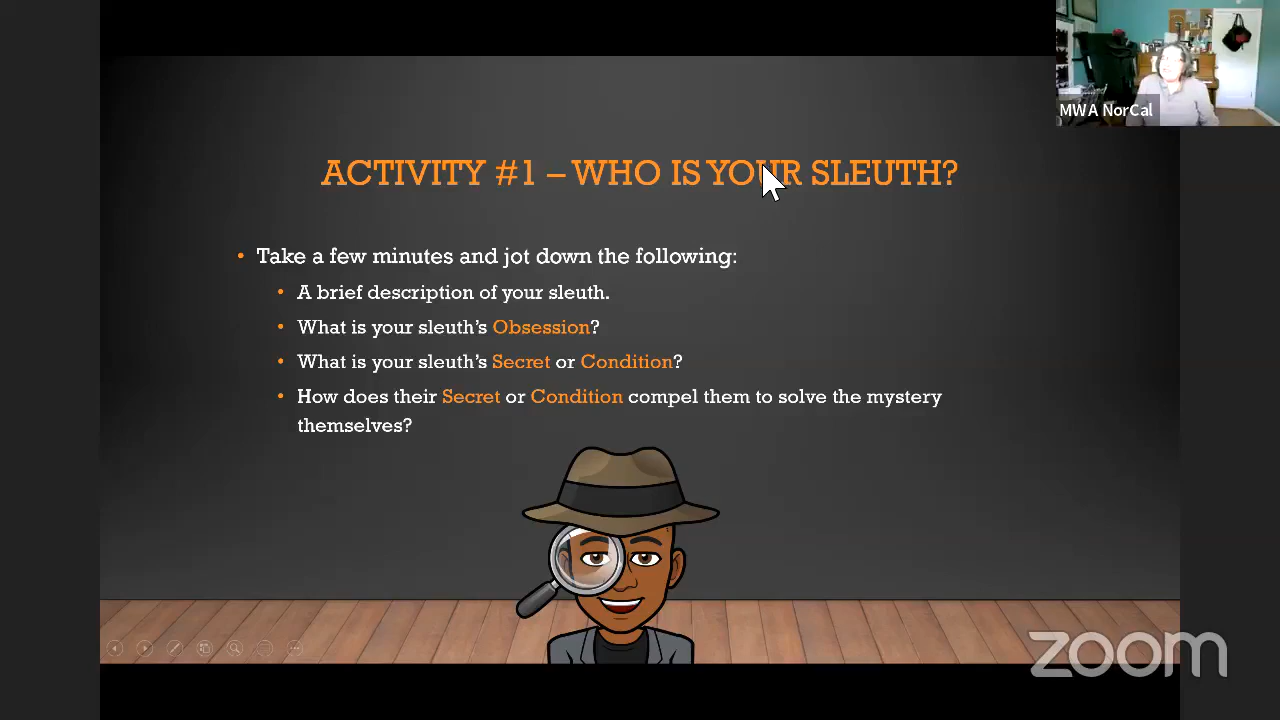 MWA NorCal
ACTIVITY #1 – WHO IS YOUR SLEUTH?
• Take a few minutes and jot down the following:
• A brief description of your sleuth.
• What is your sleuth's Obsession?
• What is your sleuth's Secret or Condition?
• How does their Secret or Condition compel them to solve the mystery
themselves?
zoom